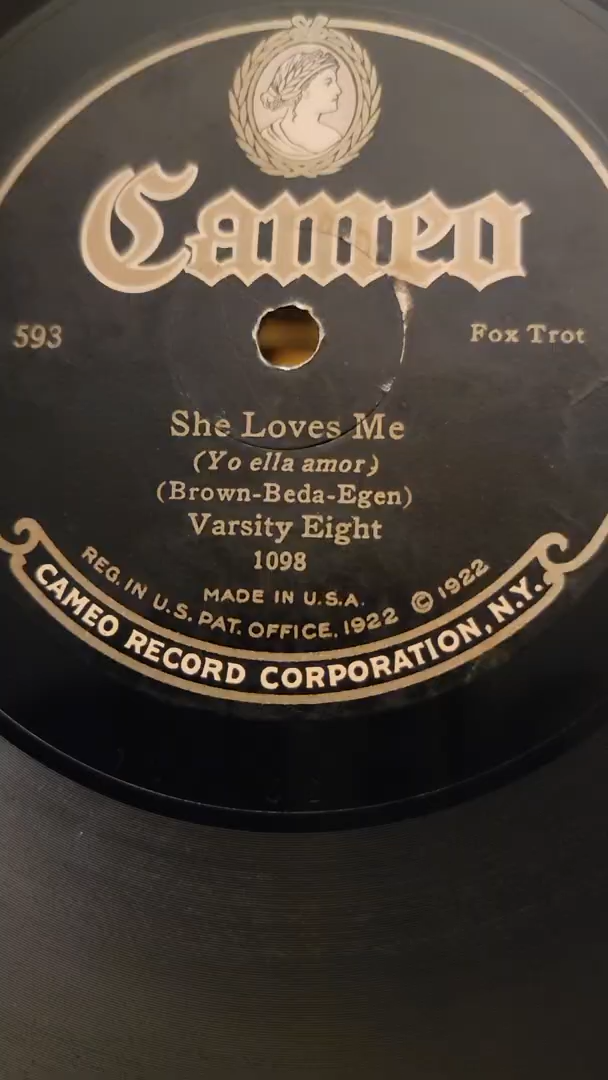 Cameo
593
Fox Trot
She Loves Me
(Yo ella amor)
(Brown-Beda-Egen)
Varsity Eight
1098
MADE IN U.S.A.
REG. IN U.S. PAT. OFFICE, 1922 © 1922
CAMEO RECORD CORPORATION, N.Y.